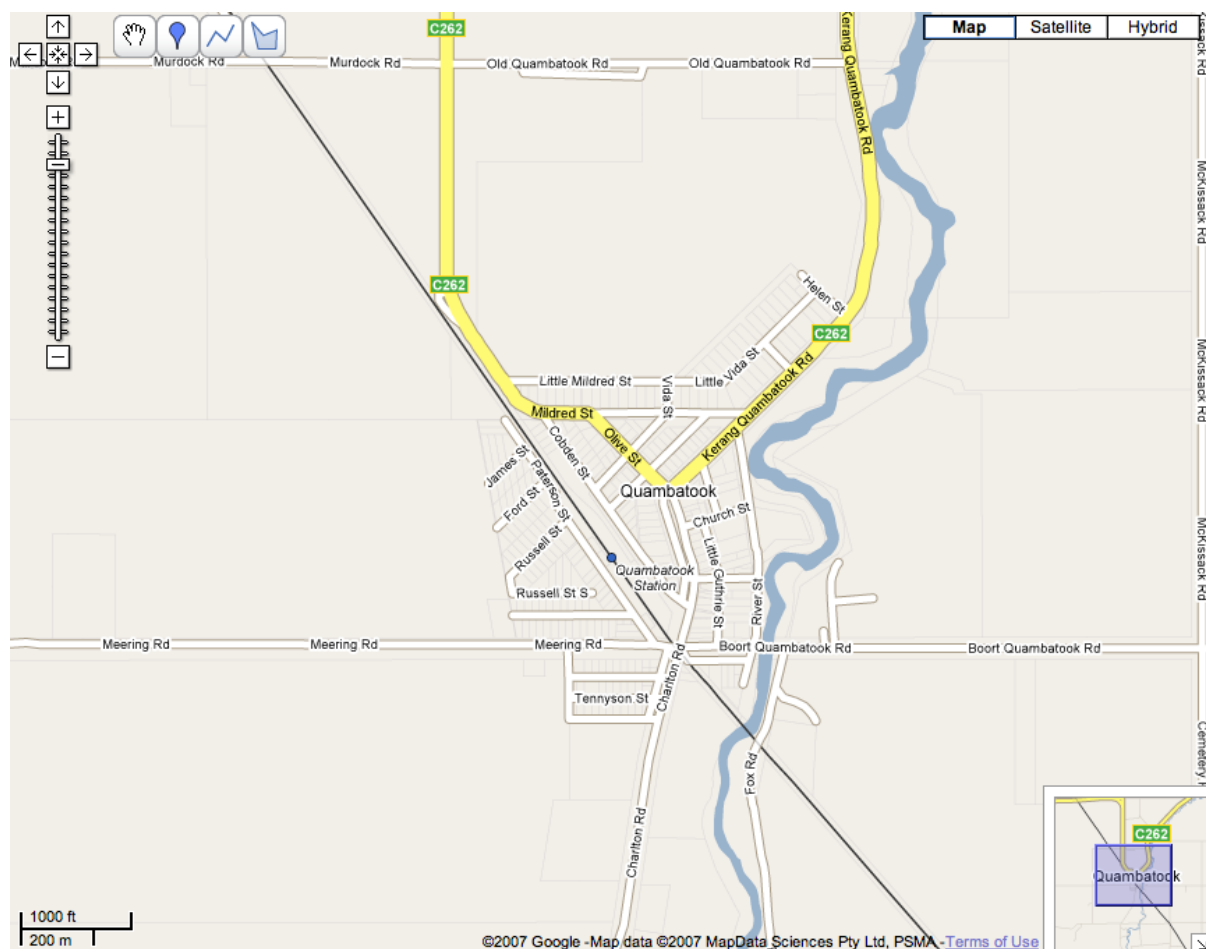 C262
Map
Satellite
Hybrid
Kerang Quambatook Rd
Murdock Rd
Murdock Rd
Old Quambatook Rd
Old Quambatook Rd
McKissack Rd
McKissack Rd
C262
Helen St
C262
McKissack Rd
Little Mildred St
Little Vida St
Vida St
Mildred St
Olive St
Kerang Quambatook Rd
Cobden St
James St
Paterson St
Quambatook
Ford St
Church St
McKissack Rd
Russell St
Little Guthrie St
Quambatook
Station
River St
Russell St S
Meering Rd
Meering Rd
Meering Rd
Boort Quambatook Rd
Boort Quambatook Rd
Charlton Rd
Tennyson St
Fox Rd
Charlton Rd
C262
Quambatook
1000 ft
200 m
©2007 Google -Map data ©2007 MapData Sciences Pty Ltd, PSMA -Terms of Use